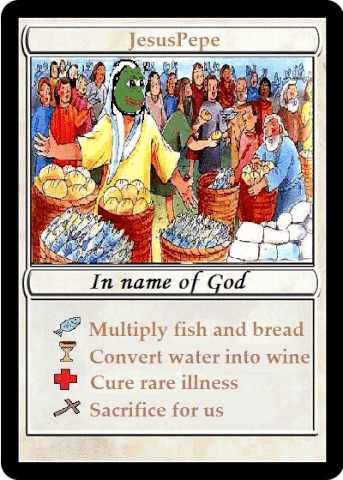 JesusPepe
In name of God
Multiply fish and bread
Convert water into wine
Cure rare illness
Sacrifice for us